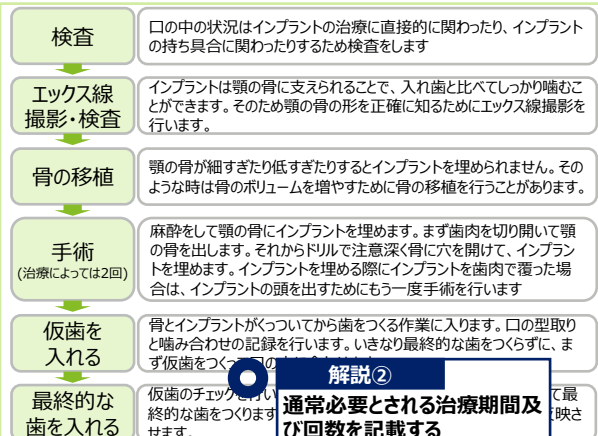 検査
口の中の状況はインプラントの治療に直接的に関わったり、インプラント
の持ち具合に関わったりするため検査をします
エックス線
撮影・検査
インプラントは顎の骨に支えられることで、入れ歯と比べてしっかり噛むこ
とができます。そのため顎の骨の形を正確に知るためにエックス線撮影を
行います。
骨の移植
顎の骨が細すぎたり低すぎたりするとインプラントを埋められません。その
ような時は骨のボリュームを増やすために骨の移植を行うことがあります。
手術
(治療によっては2回)
麻酔をして顎の骨にインプラントを埋めます。まず歯肉を切り開いて顎
の骨を出します。それからドリルで注意深く骨に穴を開けて、インプラン
トを埋めます。インプラントを埋める際にインプラントを歯肉で覆った場
合は、インプラントの頭を出すためにもう一度手術を行います
仮歯を
入れる
骨とインプラントがくっついてから歯をつくる作業に入ります。口の型取り
と噛み合わせの記録を行います。いきなり最終的な歯をつくらずに、ま
ず仮歯をつくって口の
最終的な
歯を入れる
仮歯のチェックを行い
て最
終的な歯をつくります
反映さ
せます。
解説②
通常必要とされる治療期間及
び回数を記載する